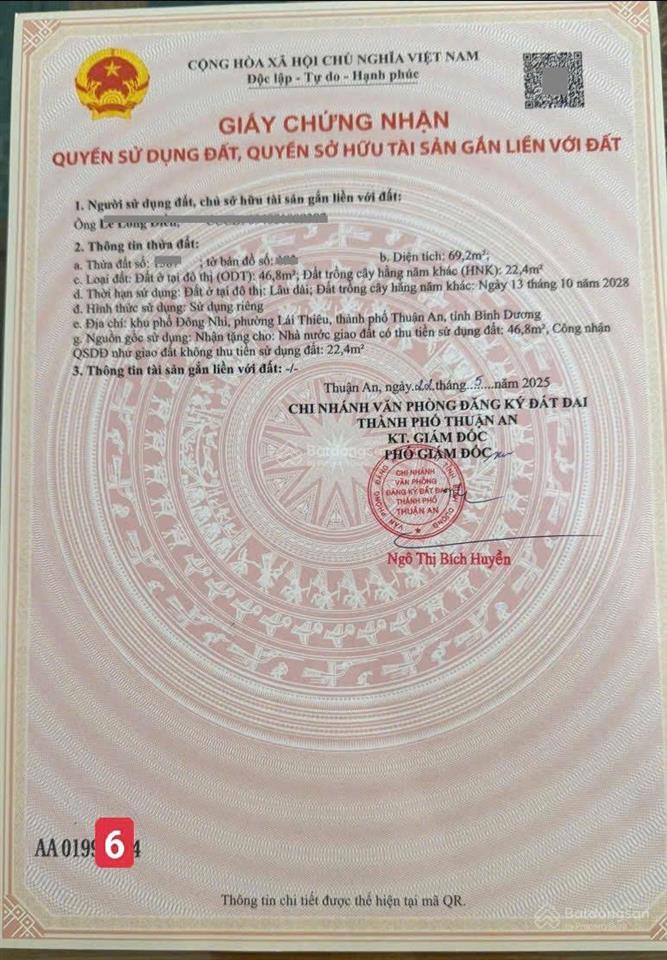 CỘNG HÒA XÃ HỘI CHỦ NGHĨA VIỆT NAM
Độc lập - Tự do - Hạnh phúc
GIẤY CHỨNG NHẬN
QUYỀN SỬ DỤNG ĐẤT, QUYỀN SỞ HỮU TÀI SẢN GẮN LIỀN VỚI ĐẤT
1. Người sử dụng đất, chủ sở hữu tài sản gắn liền với đất:
Ông
2. Thông tin thửa đất:
a. Thửa đất số: ; tờ bản đồ số: b. Diện tích: 69,2m²;
c. Loại đất: Đất ở tại đô thị (ODT): 46,8m²; Đất trồng cây hằng năm khác (HNK): 22,4m²
d. Thời hạn sử dụng: Đất ở tại đô thị: Lâu dài; Đất trồng cây hằng năm khác: Ngày 13 tháng 10 năm 2028
đ. Hình thức sử dụng: Sử dụng riêng
e. Địa chỉ: khu phố Đông Nhì, phường Lái Thiêu, thành phố Thuận An, tỉnh Bình Dương
g. Nguồn gốc sử dụng: Nhận tặng cho: Nhà nước giao đất có thu tiền sử dụng đất: 46,8m², Công nhận
QSDĐ như giao đất không thu tiền sử dụng đất: 22,4m²
3. Thông tin tài sản gắn liền với đất: -/-
Thuận An, ngày tháng 5 năm 2025
CHI NHÁNH VĂN PHÒNG ĐĂNG KÝ ĐẤT ĐAI
THÀNH PHỐ THUẬN AN
KT. GIÁM ĐỐC
PHÓ GIÁM ĐỐC
CHI NHÁNH
VĂN PHÒNG
ĐĂNG KÝ ĐẤT ĐAI
THÀNH PHỐ
THUẬN AN
Ngô Thị Bích Huyền
Batdongsan
AA 0199 6 4
Thông tin chi tiết được thể hiện tại mã QR.
Batdongsan